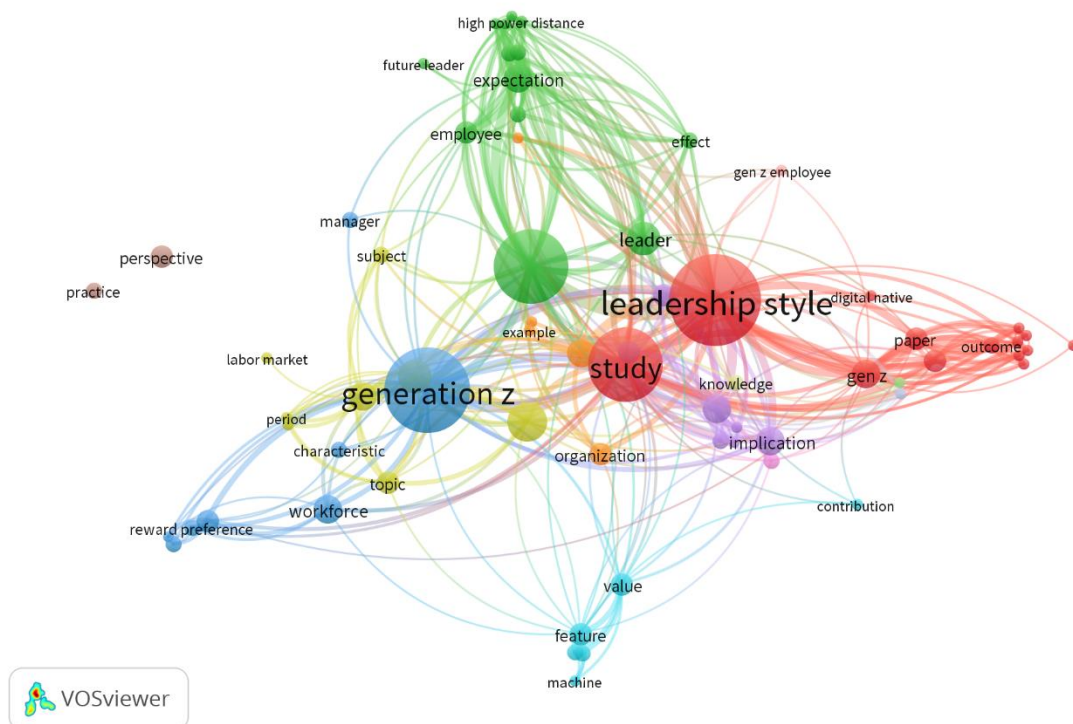 high power distance
future leader
expectation
employee
effect
gen z employee
manager
leader
subject
perspective
practice
leadership style
digital native
example
paper
outcome
labor market
study
gen z
generation z
knowledge
period
characteristic
organization
implication
topic
workforce
contribution
reward preference
value
feature
machine
VOSviewer